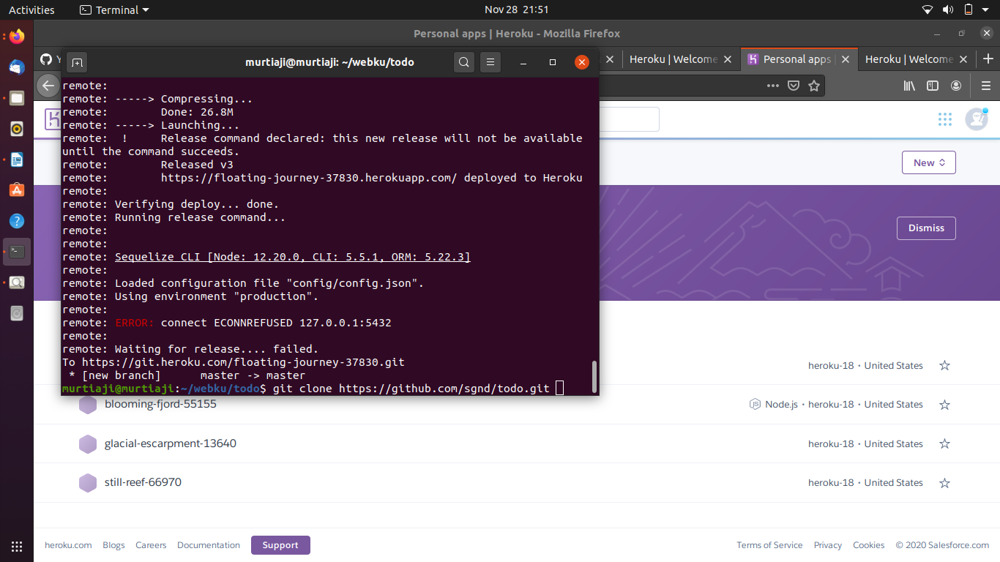 Activities
Terminal
Nov 28 21:51
Personal apps | Heroku - Mozilla Firefox
murtiaji@murtiaji: ~/webku/todo
Heroku | Welcome
Personal apps
Heroku | Welcome
remote:
remote: -----> Compressing...
remote:        Done: 26.8M
remote: -----> Launching...
remote:  !     Release command declared: this new release will not be available
until the command succeeds.
remote:        Released v3
remote:        https://floating-journey-37830.herokuapp.com/ deployed to Heroku
remote:
remote: Verifying deploy... done.
remote: Running release command...
remote:
remote:
remote: Sequelize CLI [Node: 12.20.0, CLI: 5.5.1, ORM: 5.22.3]
remote:
remote: Loaded configuration file "config/config.json".
remote: Using environment "production".
remote:
remote: ERROR: connect ECONNREFUSED 127.0.0.1:5432
remote:
remote: Waiting for release.... failed.
To https://git.heroku.com/floating-journey-37830.git
 * [new branch]      master -> master
murtiaji@murtiaji:~/webku/todo$ git clone https://github.com/sgnd/todo.git
New
Dismiss
heroku-18 • United States
blooming-fjord-55155
Node.js • heroku-18 • United States
glacial-escarpment-13640
heroku-18 • United States
still-reef-66970
heroku-18 • United States
heroku.com
Blogs
Careers
Documentation
Support
Terms of Service
Privacy
Cookies
© 2020 Salesforce.com